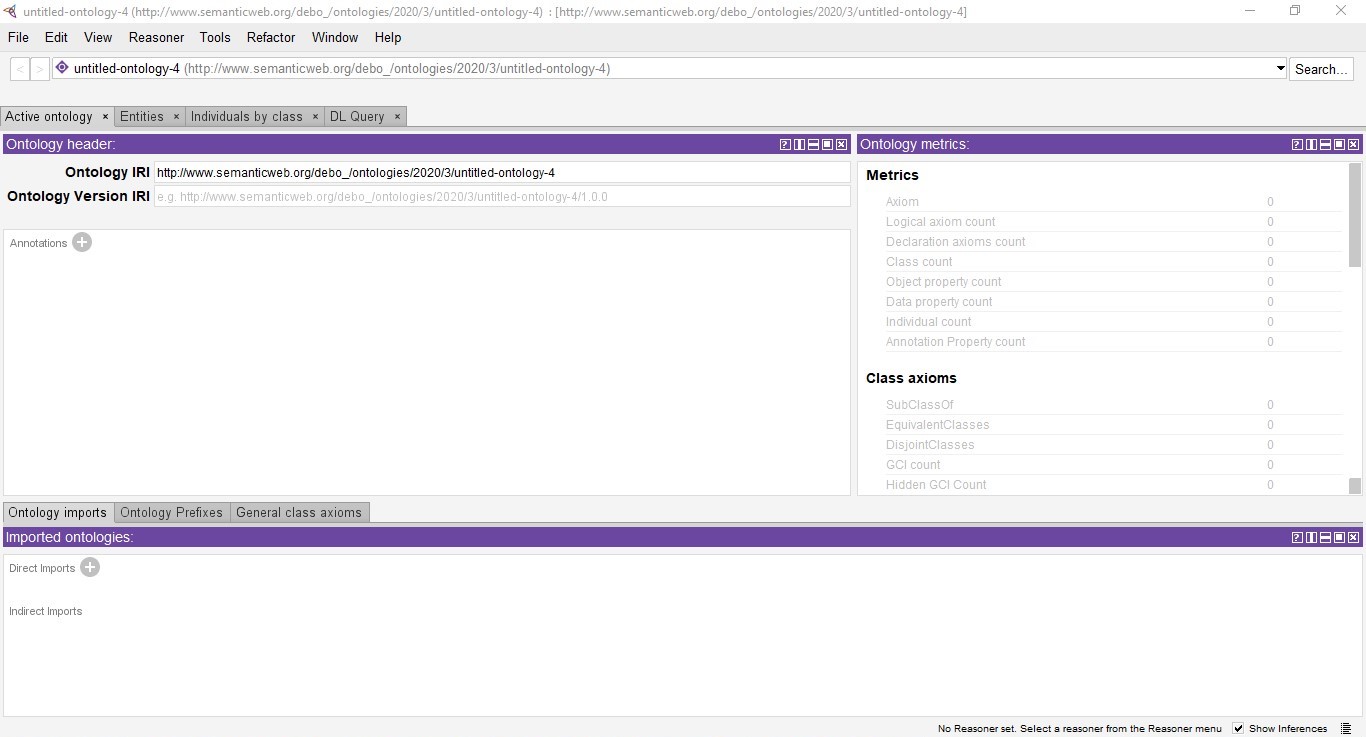 untitled-ontology-4 (http://www.semanticweb.org/debo_/ontologies/2020/3/untitled-ontology-4) : [http://www.semanticweb.org/debo_/ontologies/2020/3/untitled-ontology-4]
File Edit View Reasoner Tools Refactor Window Help
< > untitled-ontology-4 (http://www.semanticweb.org/debo_/ontologies/2020/3/untitled-ontology-4) Search...
Active ontology × Entities × Individuals by class × DL Query ×
Ontology header:
Ontology IRI http://www.semanticweb.org/debo_/ontologies/2020/3/untitled-ontology-4
Ontology Version IRI e.g. http://www.semanticweb.org/debo_/ontologies/2020/3/untitled-ontology-4/1.0.0
Annotations
Ontology metrics:
Metrics
Axiom 0
Logical axiom count 0
Declaration axioms count 0
Class count 0
Object property count 0
Data property count 0
Individual count 0
Annotation Property count 0
Class axioms
SubClassOf 0
EquivalentClasses 0
DisjointClasses 0
GCI count 0
Hidden GCI Count 0
Ontology imports Ontology Prefixes General class axioms
Imported ontologies:
Direct Imports
Indirect Imports
No Reasoner set. Select a reasoner from the Reasoner menu Show Inferences